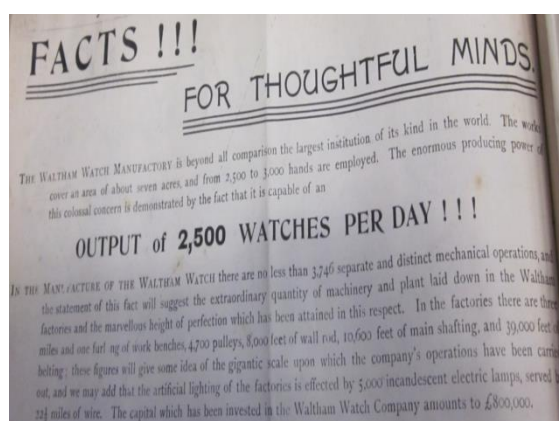 FACTS !!!
FOR THOUGHTFUL MINDS.
THE WALTHAM WATCH MANUFACTORY is beyond all comparison the largest institution of its kind in the world. The works
cover an area of about seven acres, and from 2,500 to 3,000 hands are employed. The enormous producing power of
this colossal concern is demonstrated by the fact that it is capable of an
OUTPUT of 2,500 WATCHES PER DAY ! ! !
IN THE MANUFACTURE OF THE WALTHAM WATCH there are no less than 3,746 separate and distinct mechanical operations, and
the statement of this fact will suggest the extraordinary quantity of machinery and plant laid down in the Waltham
factories and the marvellous height of perfection which has been attained in this respect. In the factories there are
miles and one furlong of work benches, 4,700 pulleys, 8,000 feet of wall rod, 10,600 feet of main shafting, and 39,000 feet
belting; these figures will give some idea of the gigantic scale upon which the company's operations have been
out, and we may add that the artificial lighting of the factories is effected by 5,000 incandescent electric lamps, served
22½ miles of wire. The capital which has been invested in the Waltham Watch Company amounts to £800,000.